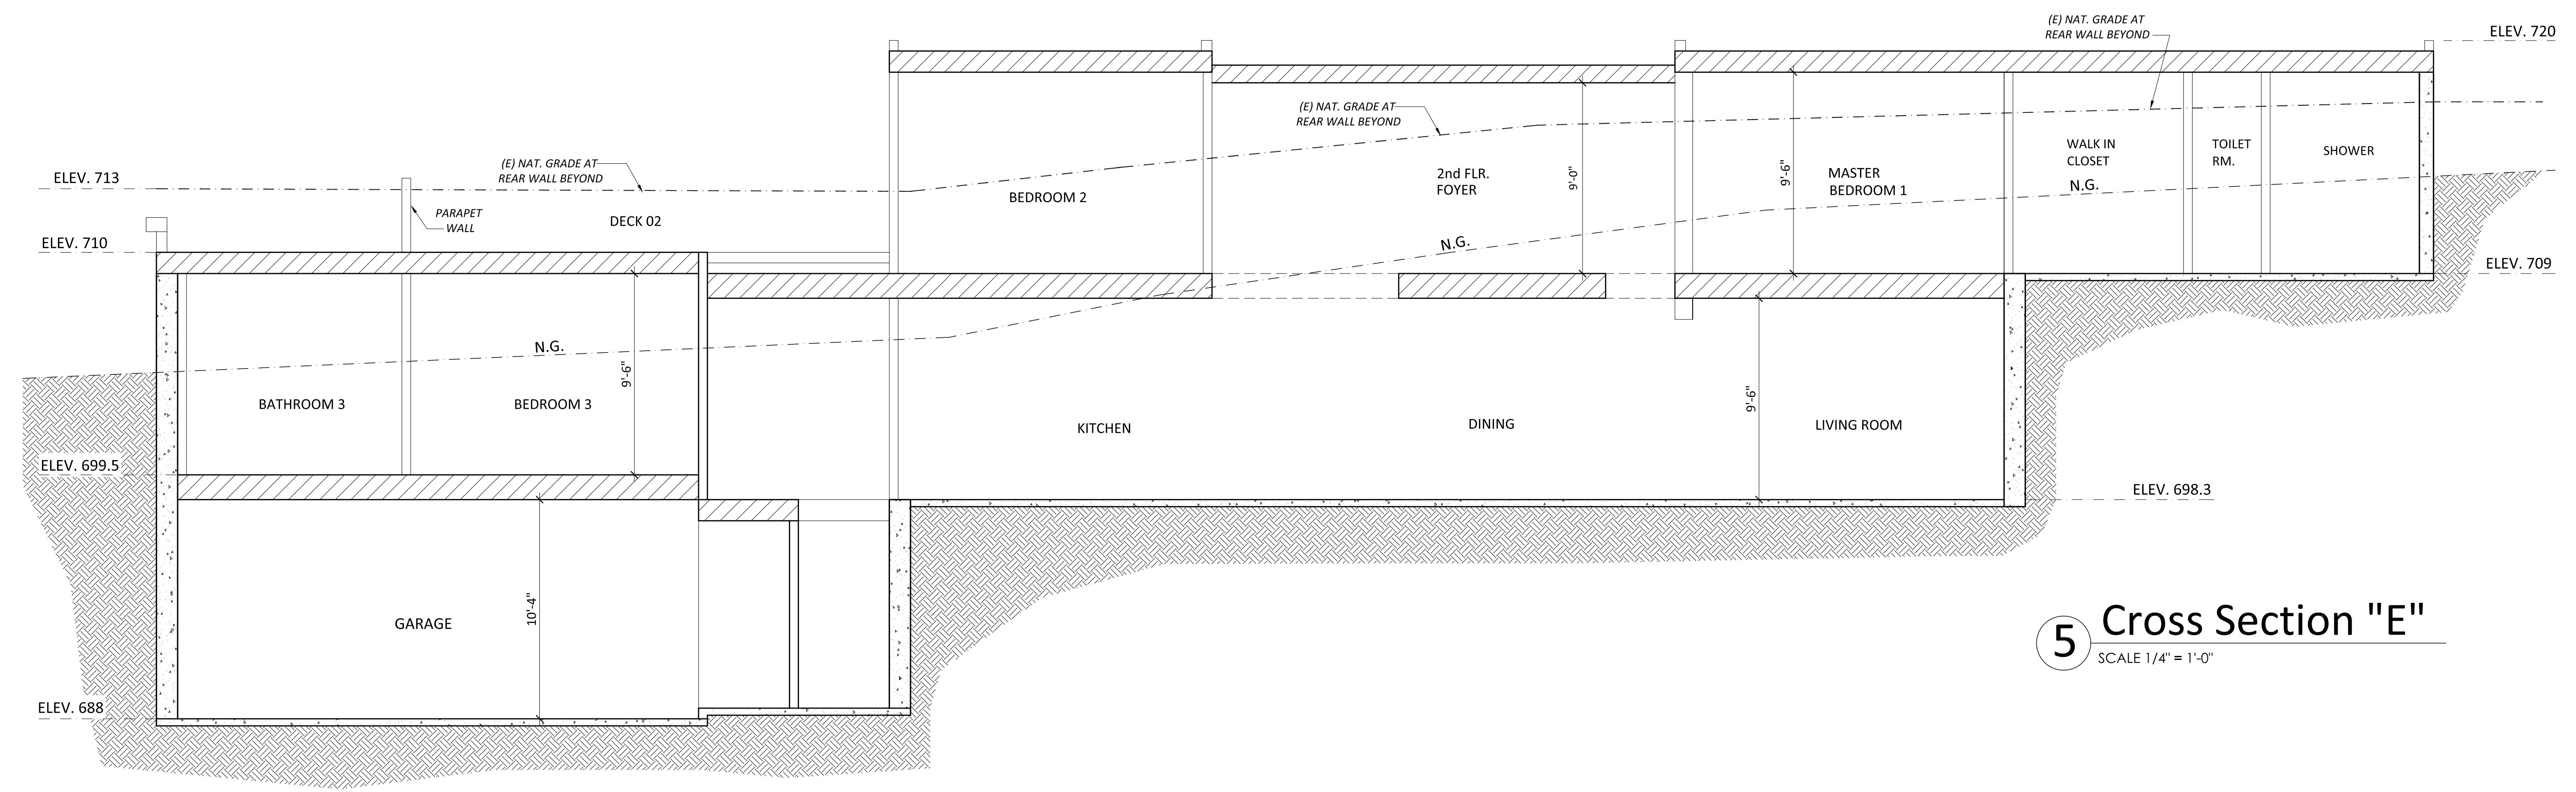 (E) NAT. GRADE AT
REAR WALL BEYOND
ELEV. 720
(E) NAT. GRADE AT
REAR WALL BEYOND
(E) NAT. GRADE AT
REAR WALL BEYOND
ELEV. 713
PARAPET
WALL
DECK 02
BEDROOM 2
2nd FLR.
FOYER
9'-0"
9'-6"
MASTER
BEDROOM 1
WALK IN
CLOSET
TOILET
RM.
SHOWER
N.G.
N.G.
ELEV. 710
ELEV. 709
N.G.
9'-6"
BATHROOM 3
BEDROOM 3
KITCHEN
DINING
9'-6"
LIVING ROOM
ELEV. 699.5
ELEV. 698.3
GARAGE
10'-4"
ELEV. 688
5
Cross Section "E"
SCALE 1/4" = 1'-0"